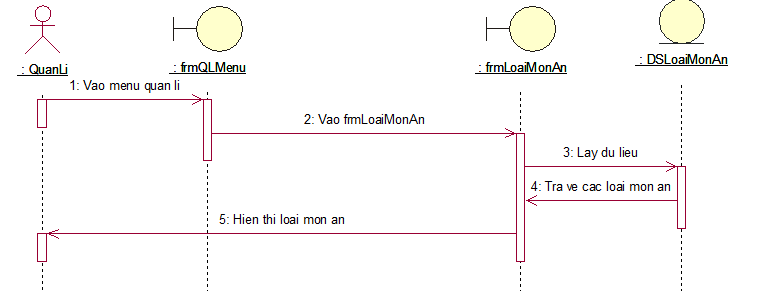 : QuanLi
: frmQLMenu
: frmLoaiMonAn
: DSLoaiMonAn
1: Vao menu quan li
2: Vao frmLoaiMonAn
3: Lay du lieu
4: Tra ve cac loai mon an
5: Hien thi loai mon an